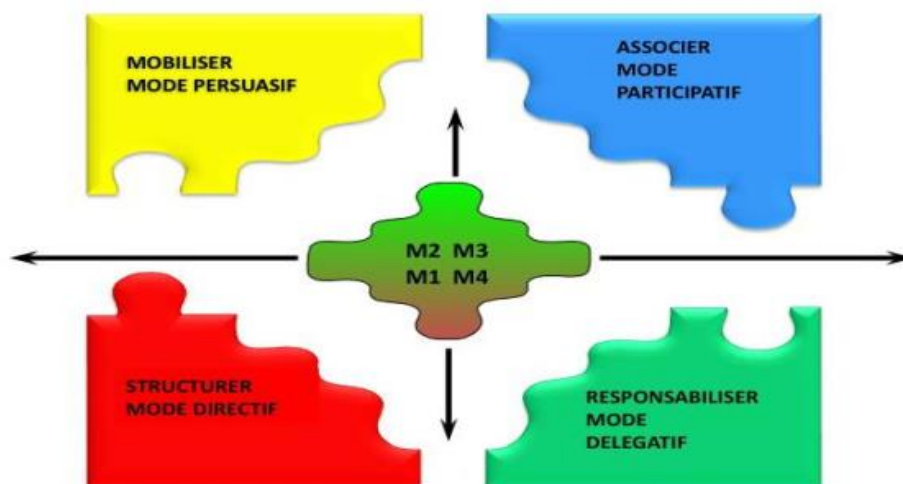 MOBILISER
MODE PERSUASIF
ASSOCIER
MODE
PARTICIPATIF
M2 M3
M1 M4
STRUCTURER
MODE DIRECTIF
RESPONSABILISER
MODE
DELEGATIF